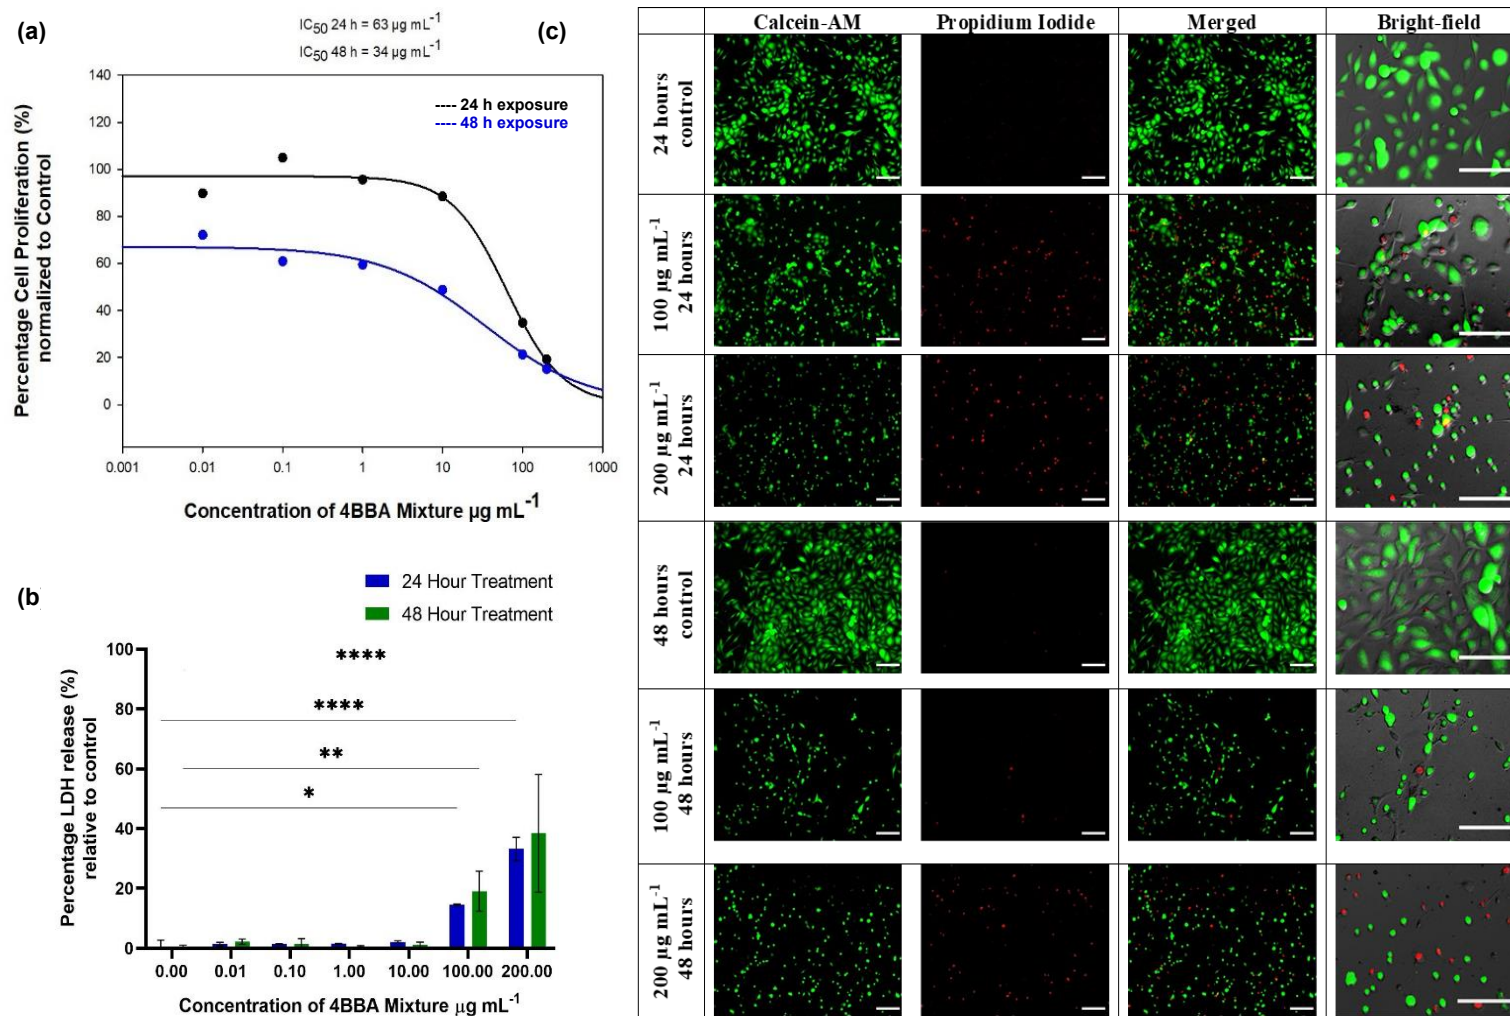 (a)
IC50 24 h = 63 µg mL-1
IC50 48 h = 34 µg mL-1
---- 24 h exposure
---- 48 h exposure
Percentage Cell Proliferation (%)
normalized to Control
140
120
100
80
60
40
20
0
0.001 0.01 0.1 1 10 100 1000
Concentration of 4BBA Mixture µg mL-1
(b
24 Hour Treatment
48 Hour Treatment
Percentage LDH release (%)
relative to control
100
80
60
40
20
0
****
****
**
*
0.00 0.01 0.10 1.00 10.00 100.00 200.00
Concentration of 4BBA Mixture µg mL-1
(c)
Calcein-AM Propidium Iodide Merged Bright-field
24 hours
control
100 µg mL-1
24 hours
200 µg mL-1
24 hours
48 hours
control
100 µg mL-1
48 hours
200 µg mL-1
48 hours